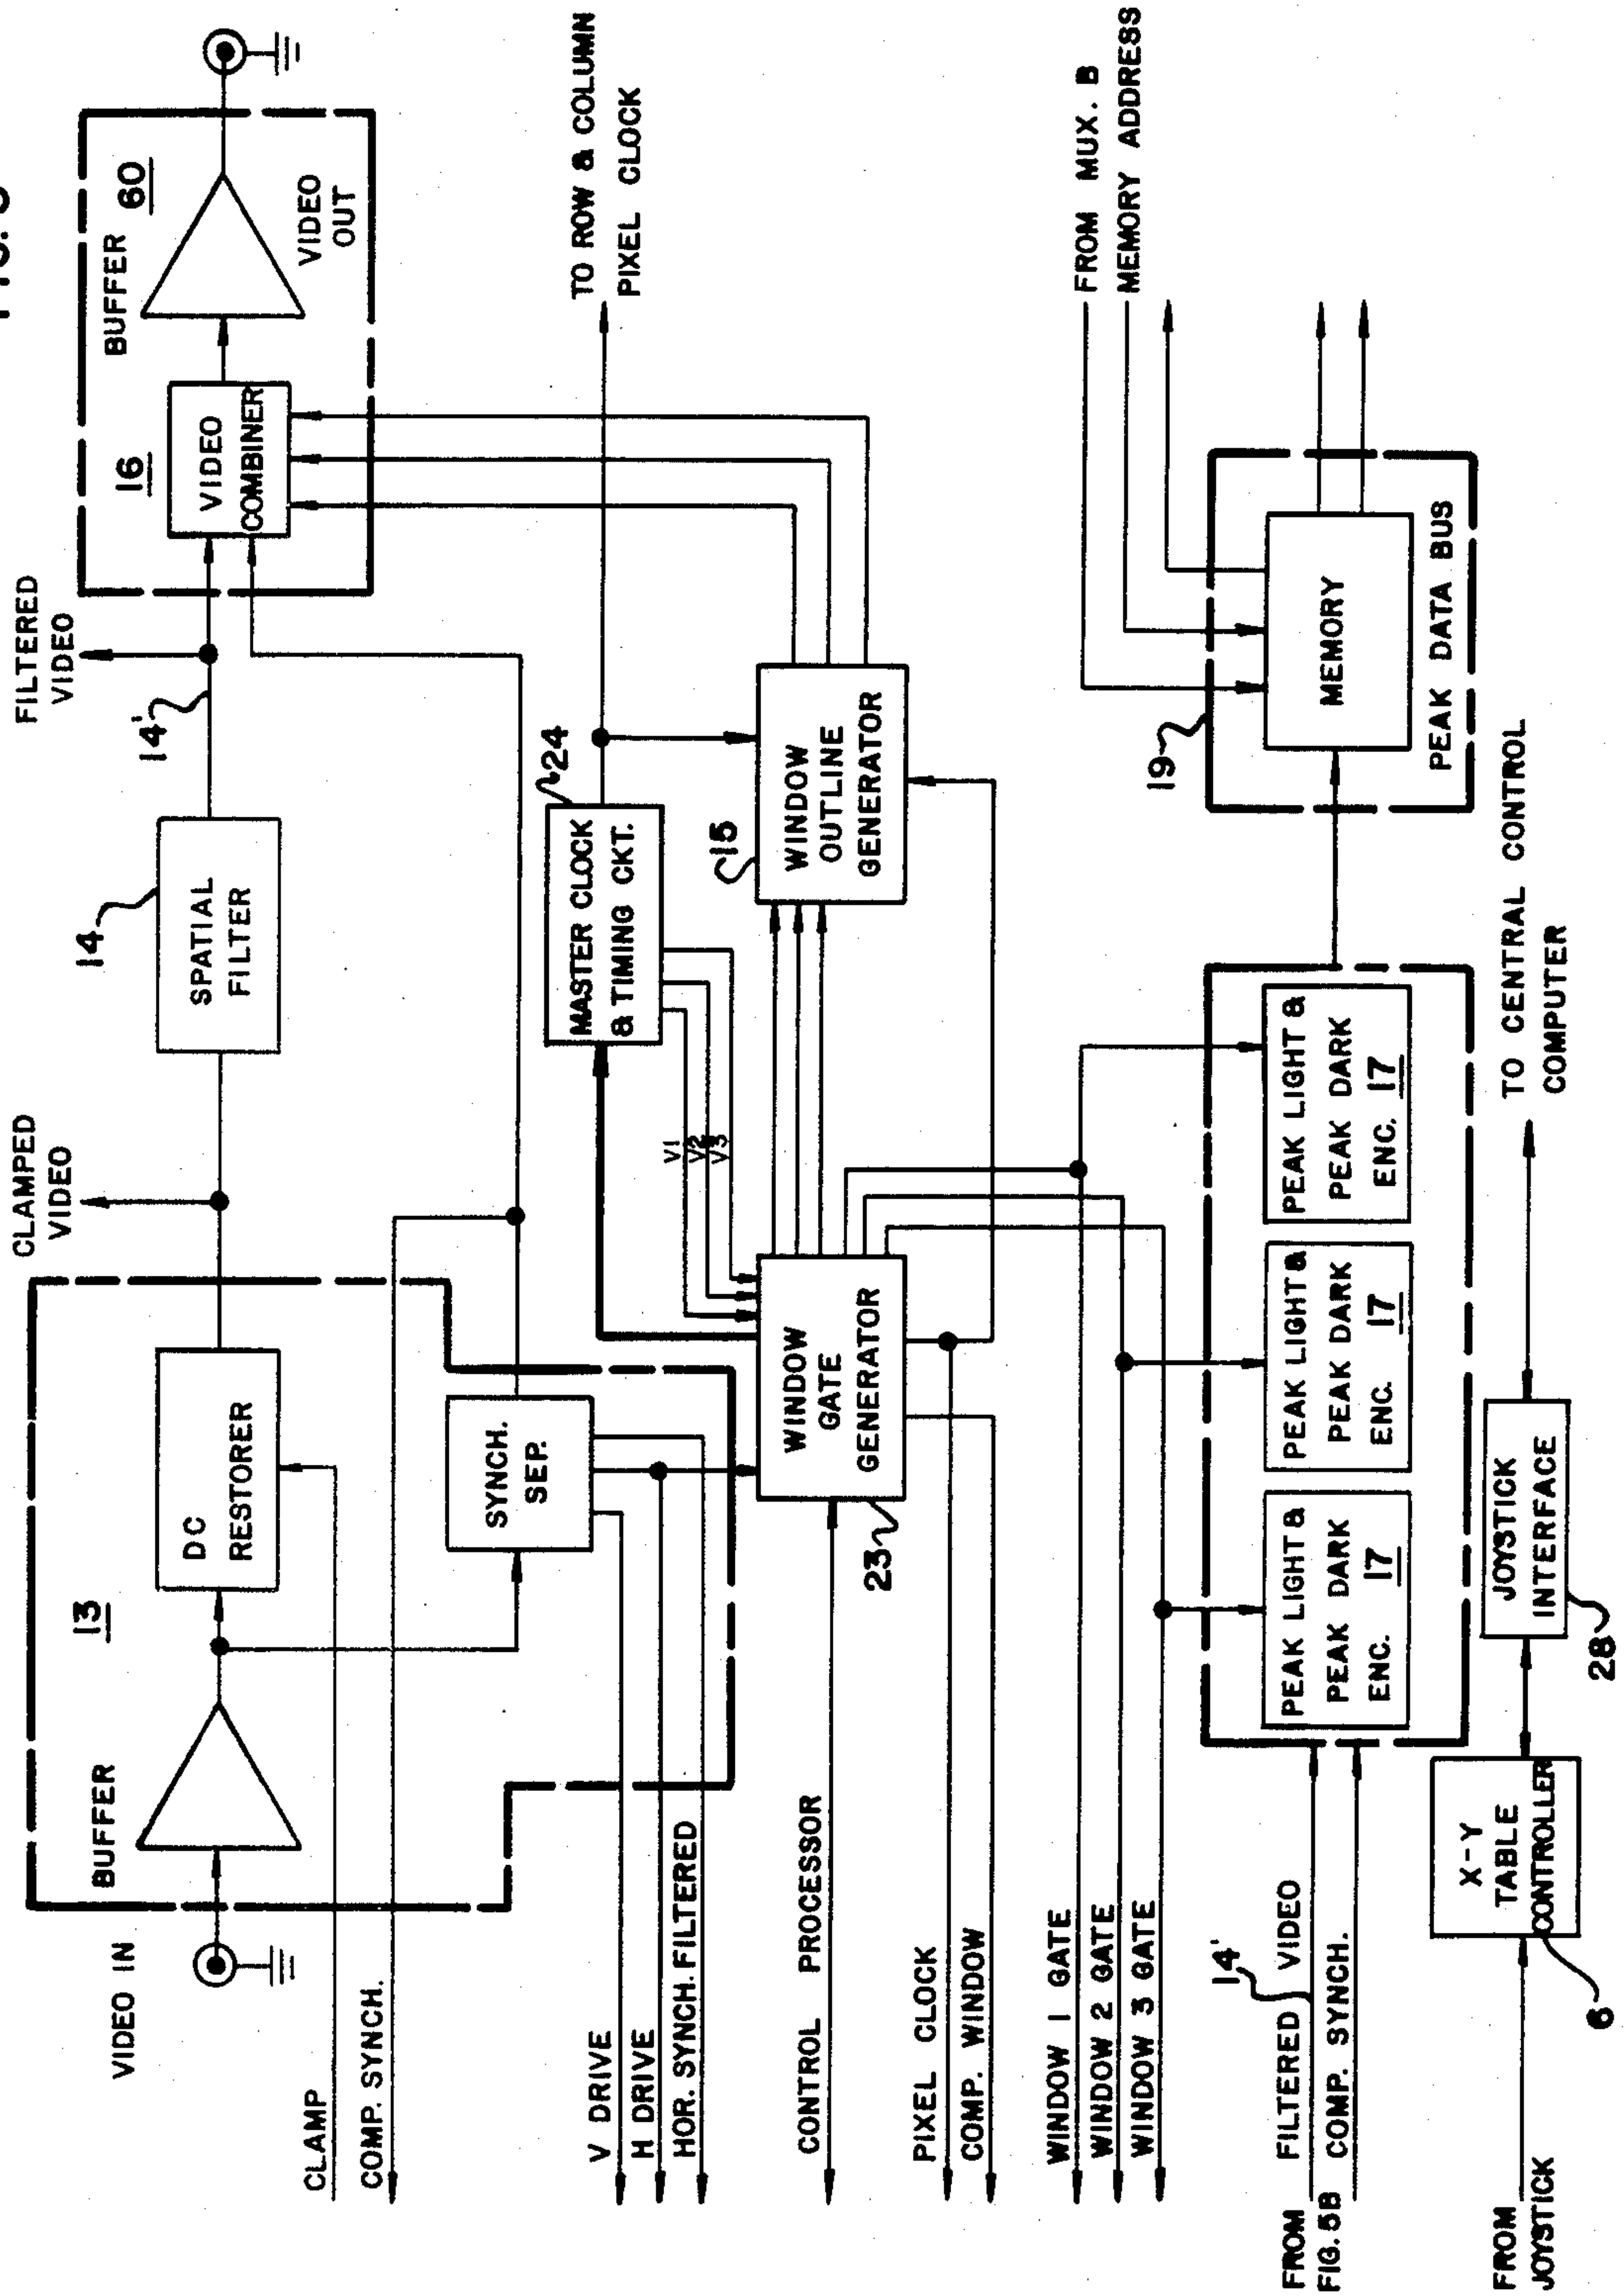 VIDEO IN
BUFFER
13
DC
RESTORER
CLAMPED
VIDEO
14
SPATIAL
FILTER
14'
FILTERED
VIDEO
16
VIDEO
COMBINER
BUFFER
60
VIDEO
OUT
CLAMP
COMP. SYNCH.
SYNCH.
SEP.
V DRIVE
H DRIVE
HOR. SYNCH. FILTERED
MASTER CLOCK
& TIMING CKT.
24
V1
V2
V3
TO ROW & COLUMN
PIXEL CLOCK
CONTROL PROCESSOR
WINDOW
GATE
GENERATOR
23
15
WINDOW
OUTLINE
GENERATOR
PIXEL CLOCK
COMP. WINDOW
WINDOW 1 GATE
WINDOW 2 GATE
WINDOW 3 GATE
FROM MUX. B
MEMORY ADDRESS
19
MEMORY
PEAK DATA BUS
14'
FROM
FIG. 5B
FILTERED VIDEO
COMP. SYNCH.
PEAK LIGHT &
PEAK DARK
ENC. 17
PEAK LIGHT &
PEAK DARK
ENC. 17
PEAK LIGHT &
PEAK DARK
ENC. 17
FROM
JOYSTICK
X-Y
TABLE
CONTROLLER
6
JOYSTICK
INTERFACE
28
TO CENTRAL CONTROL
COMPUTER